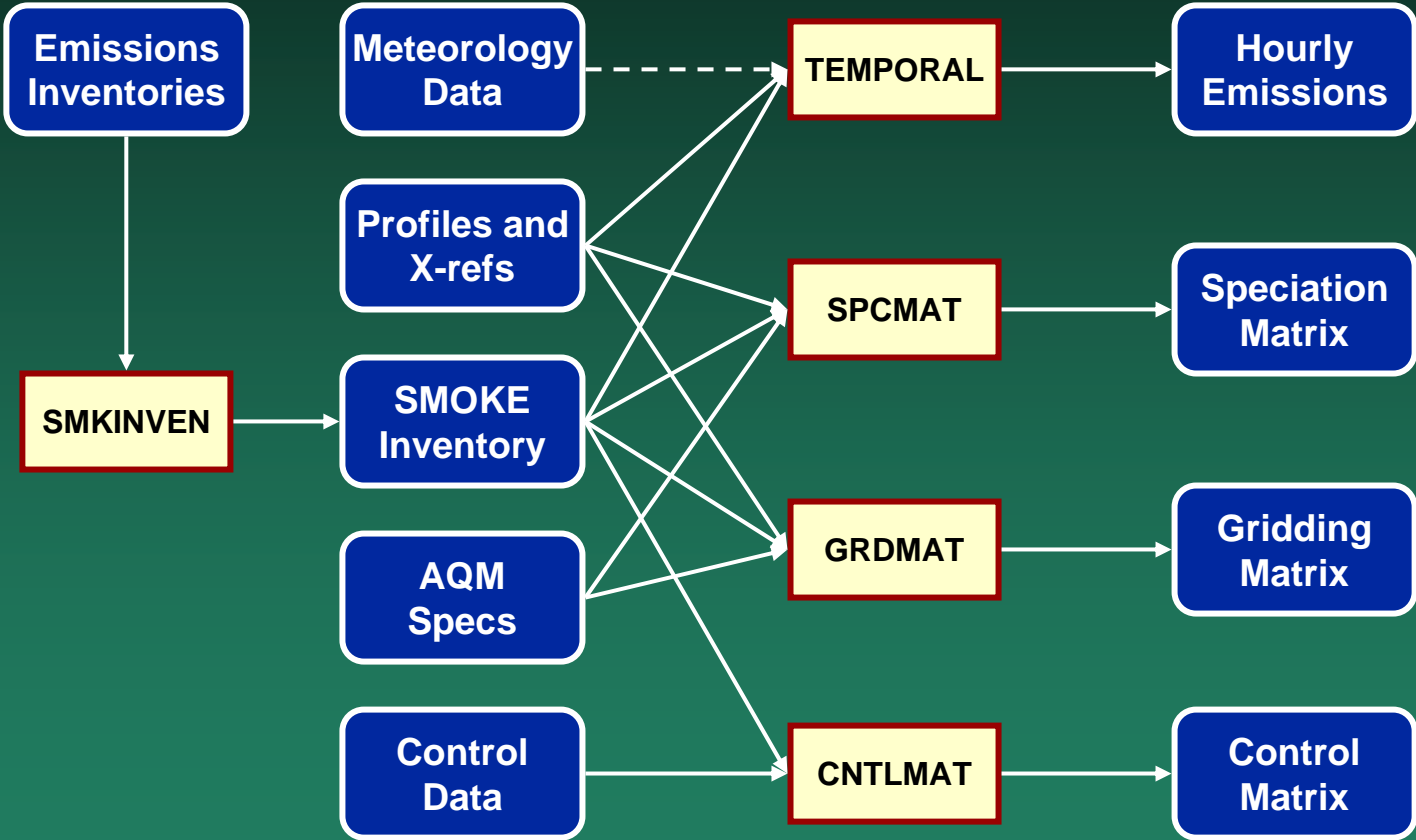 Emissions
Inventories
SMKINVEN
Meteorology
Data
Profiles and
X-refs
SMOKE
Inventory
AQM
Specs
Control
Data
TEMPORAL
SPCMAT
GRDMAT
CNTLMAT
Hourly
Emissions
Speciation
Matrix
Gridding
Matrix
Control
Matrix